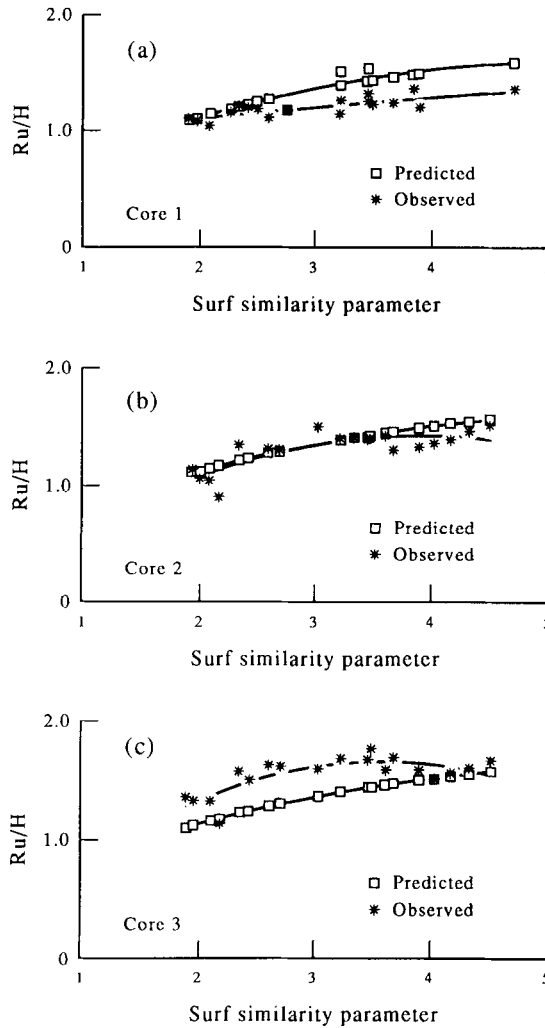 2.0
(a)
Ru/H
1.0
Predicted
Observed
Core 1
0
1 2 3 4
Surf similarity parameter
2.0
(b)
Ru/H
1.0
Predicted
Observed
Core 2
0
1 2 3 4 5
Surf similarity parameter
2.0
(c)
Ru/H
1.0
Predicted
Observed
Core 3
0
1 2 3 4 5
Surf similarity parameter